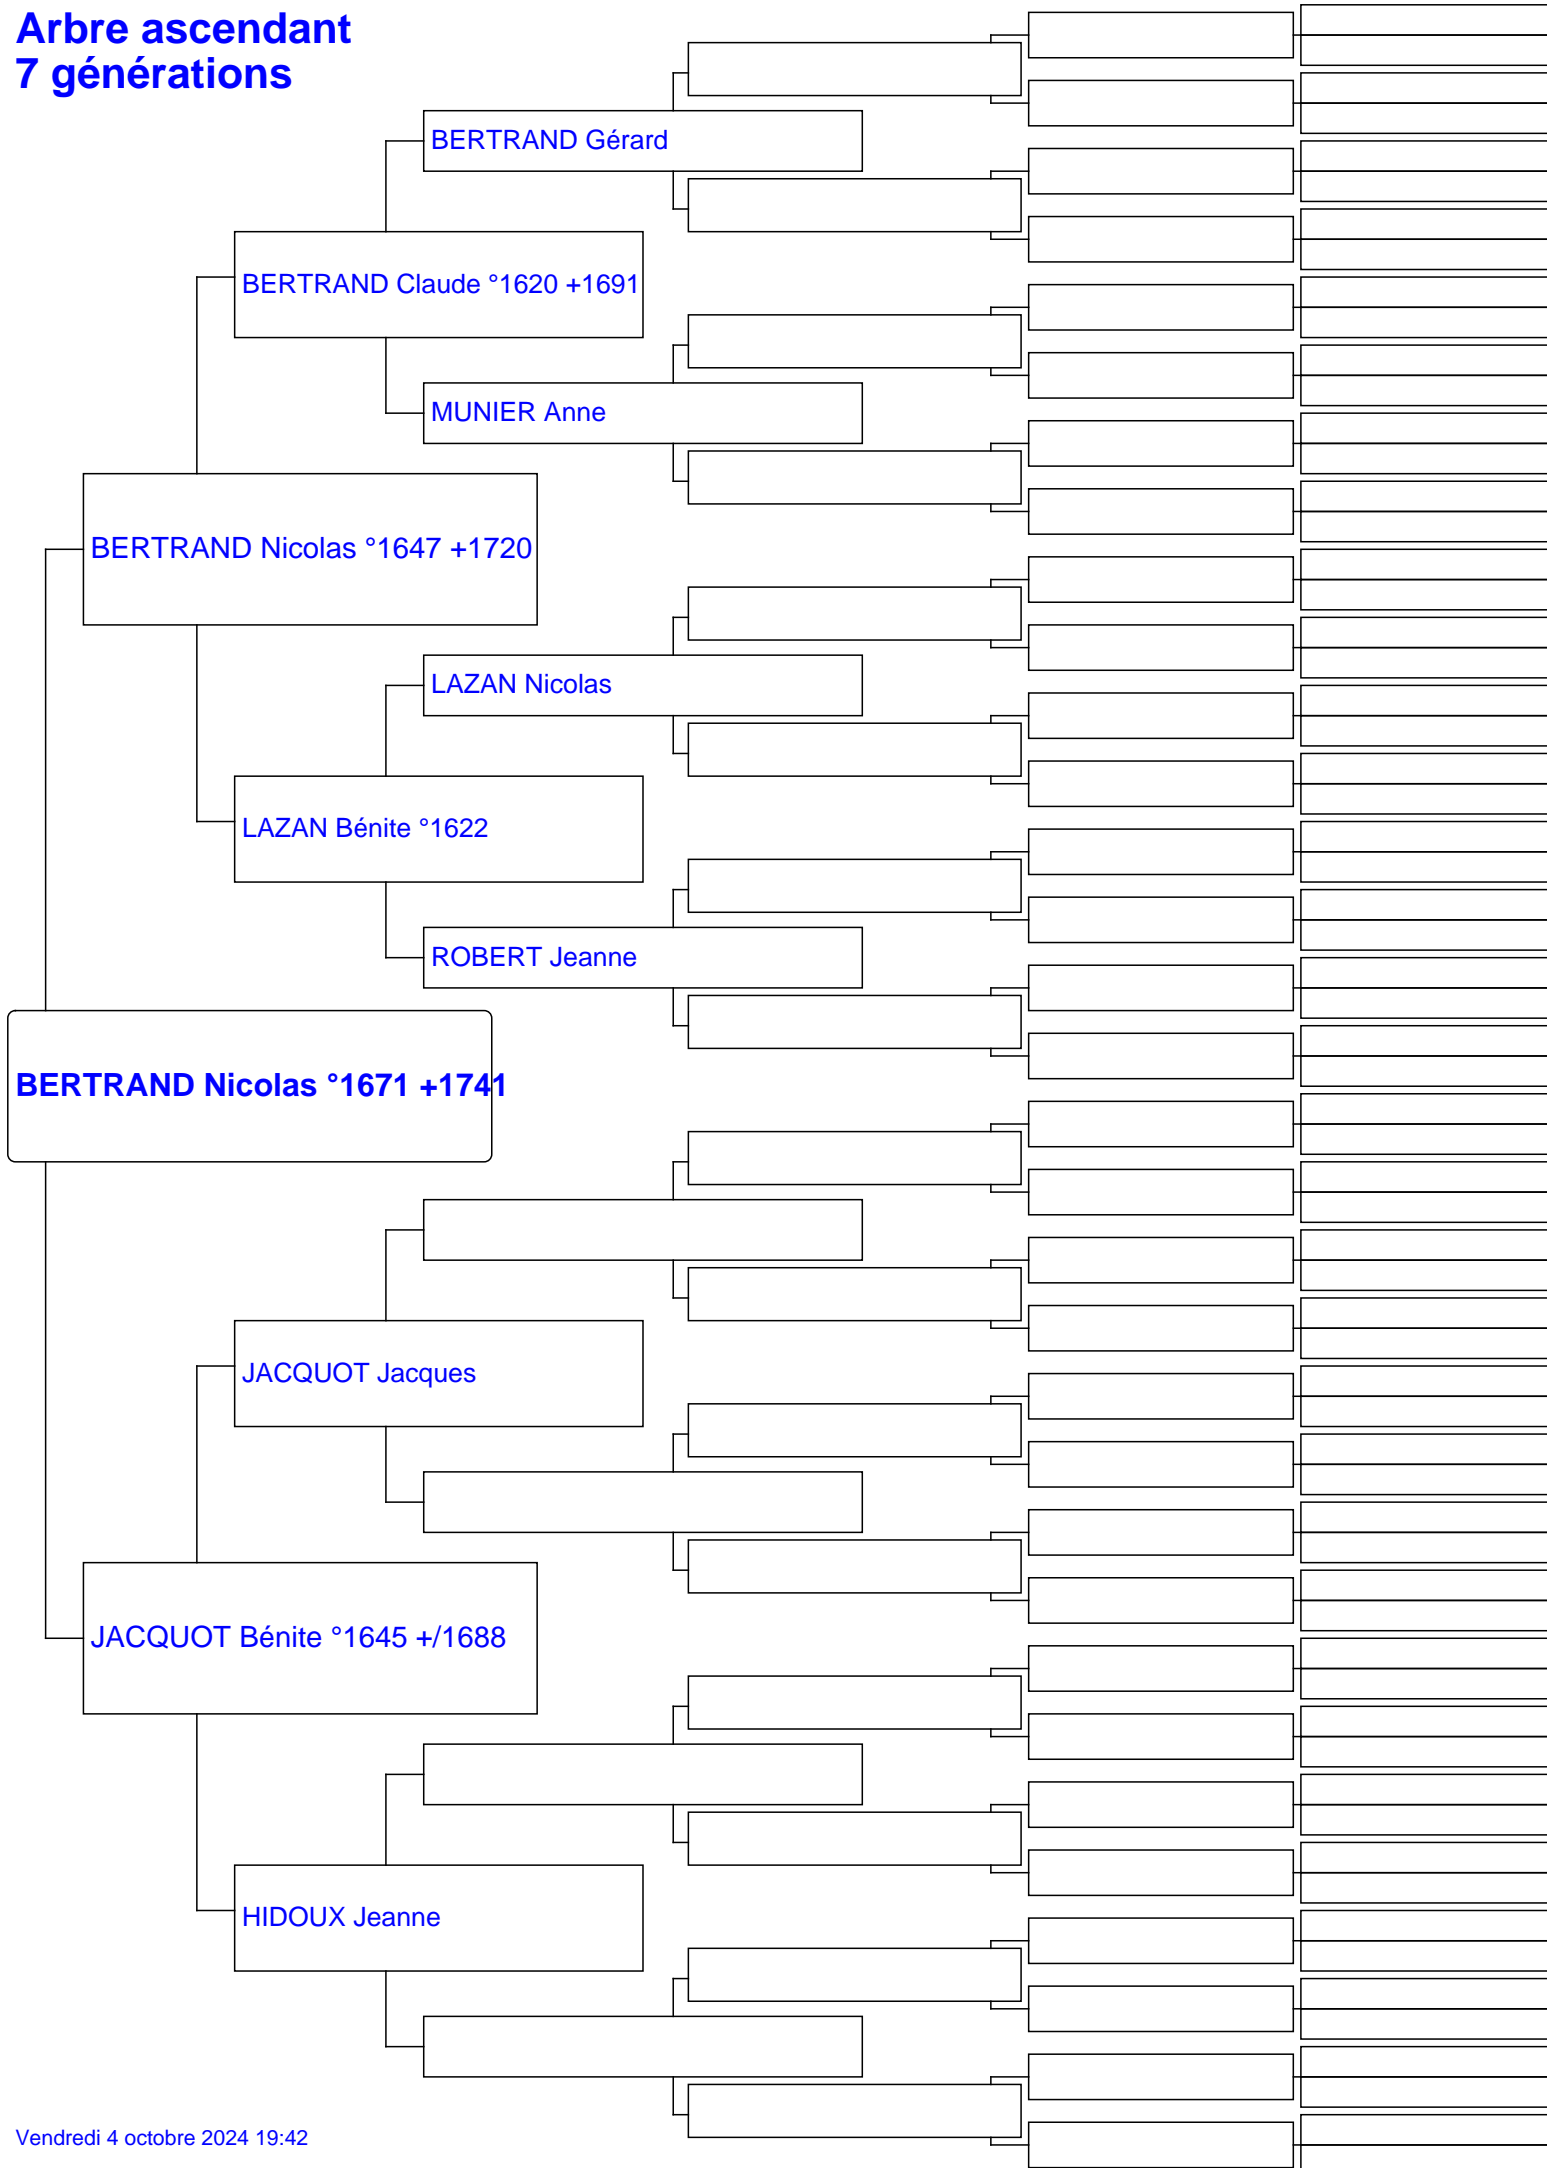 Arbre ascendant
7 générations
BERTRAND Gérard
BERTRAND Claude °1620 +1691
MUNIER Anne
BERTRAND Nicolas °1647 +1720
LAZAN Nicolas
LAZAN Bénite °1622
ROBERT Jeanne
BERTRAND Nicolas °1671 +1741
JACQUOT Jacques
JACQUOT Bénite °1645 +/1688
HIDOUX Jeanne
Vendredi 4 octobre 2024 19:42